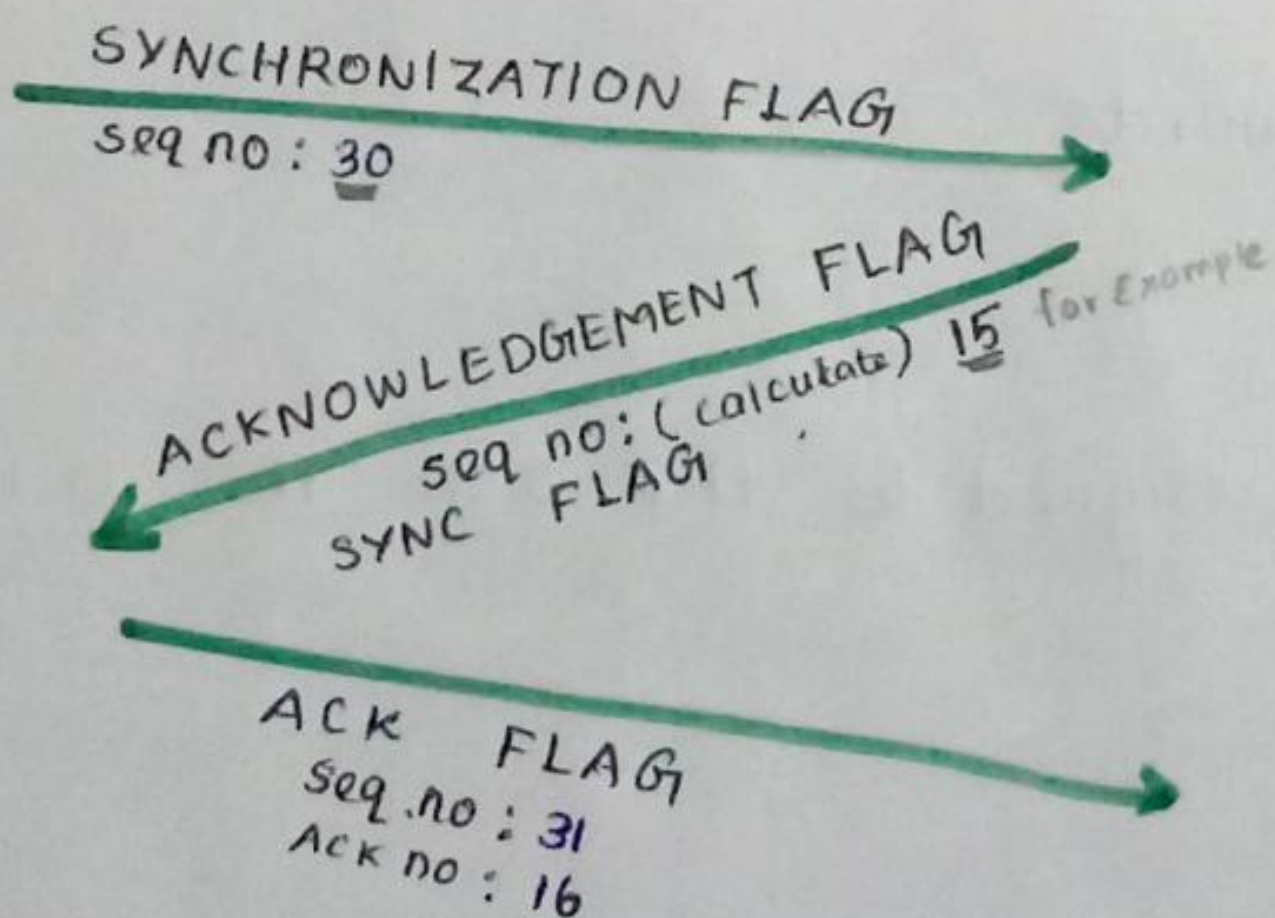 SYNCHRONIZATION FLAG
seq no : 30
ACKNOWLEDGEMENT FLAG
seq no: (calcukate) 15 for Example
SYNC FLAG
ACK FLAG
seq.no : 31
ACK no : 16